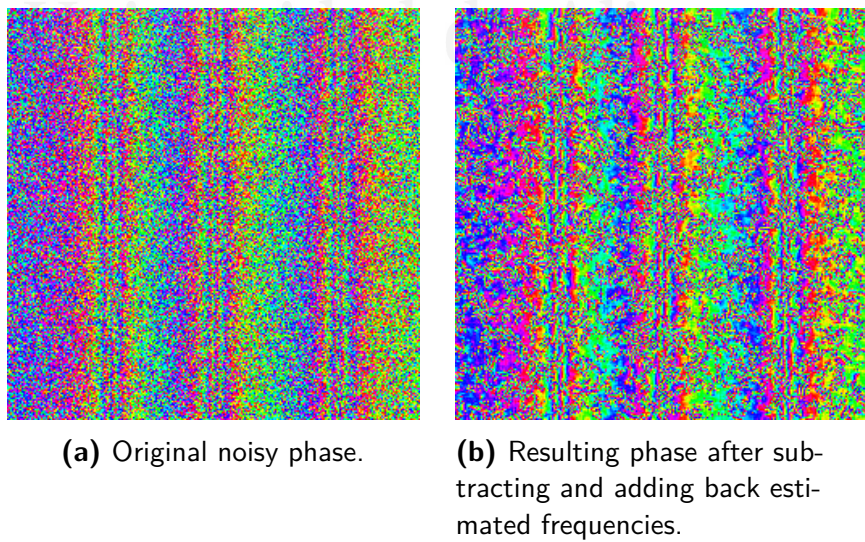 (a) Original noisy phase.
(b) Resulting phase after sub-
tracting and adding back esti-
mated frequencies.